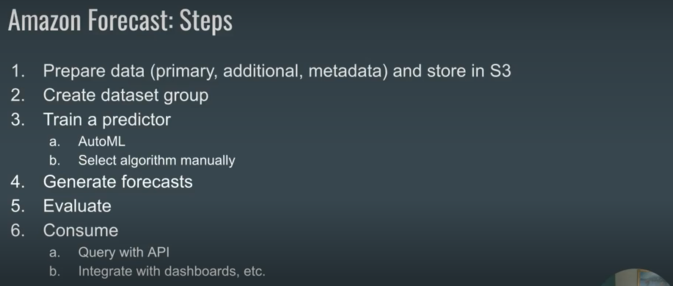 Amazon Forecast: Steps
1. Prepare data (primary, additional, metadata) and store in S3
2. Create dataset group
3. Train a predictor
a. AutoML
b. Select algorithm manually
4. Generate forecasts
5. Evaluate
6. Consume
a. Query with API
b. Integrate with dashboards, etc.